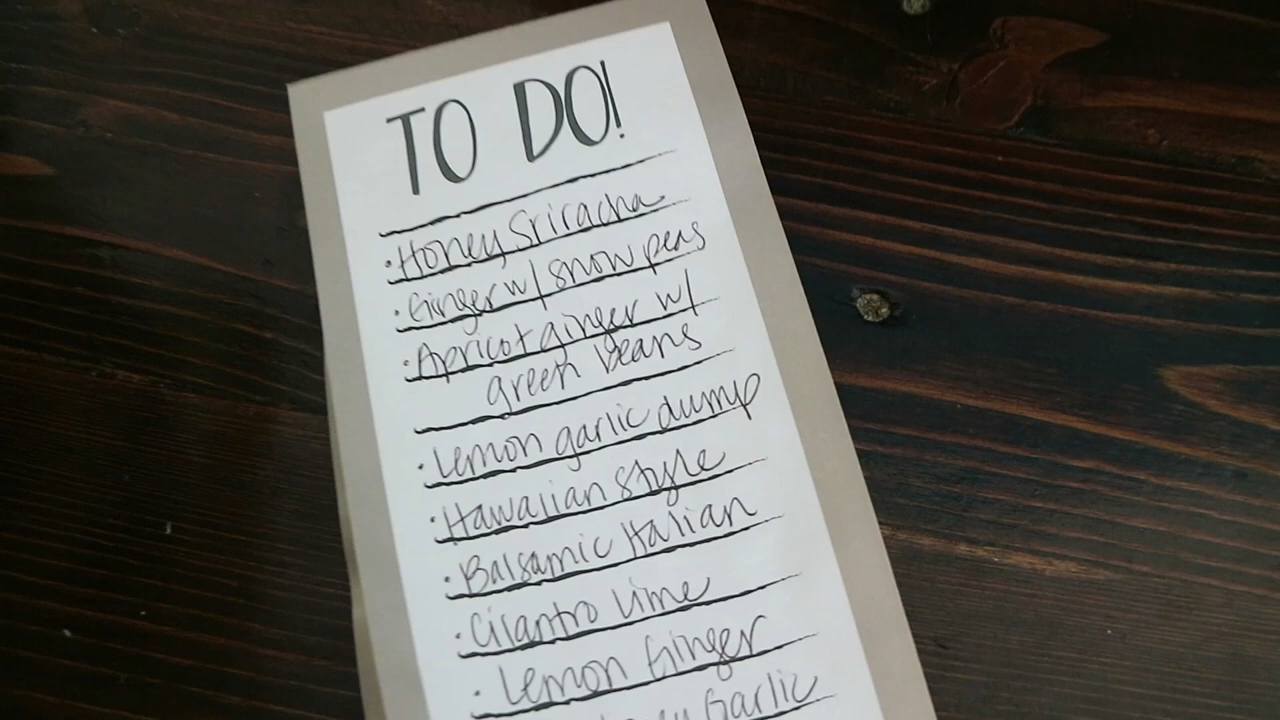 TO DO!
· Honey Sriracha
· Ginger w/ snow peas
· Apricot ginger w/
green beans
· Lemon garlic dump
· Hawaiian Style
· Balsamic Italian
· Cilantro Lime
· Lemon Ginger
Garlic